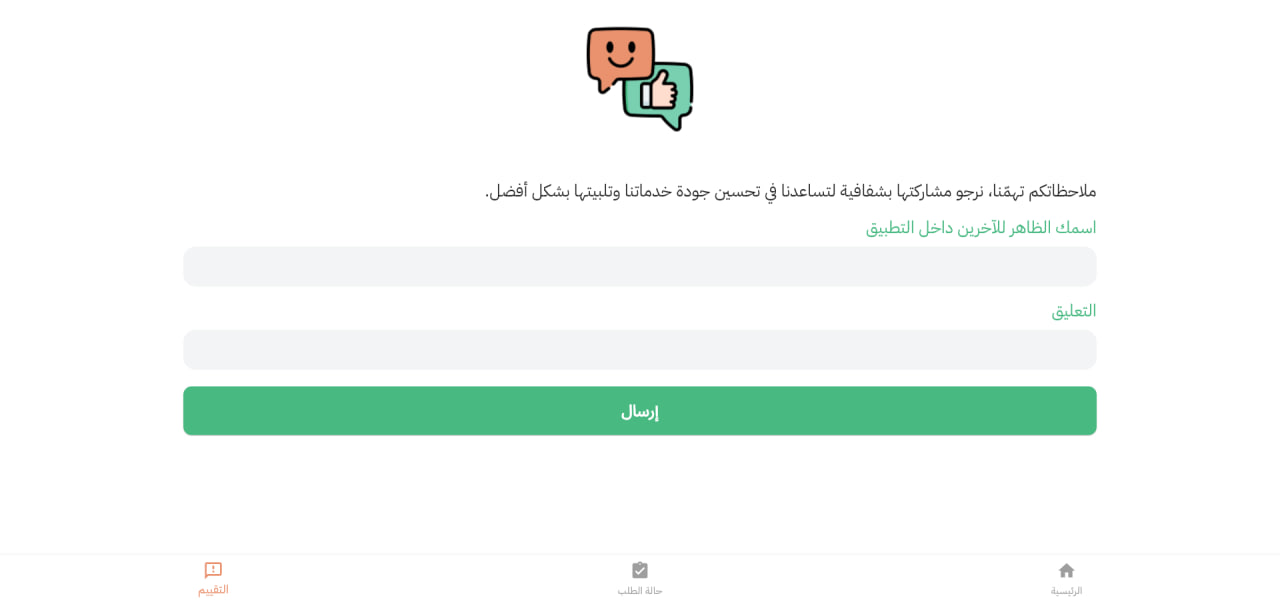 ملاحظاتكم تهمّنا، نرجو مشاركتها بشفافية لتساعدنا في تحسين جودة خدماتنا وتلبيتها بشكل أفضل.
اسمك الظاهر للآخرين داخل التطبيق
التعليق
إرسال
الرئيسية
حالة الطلب
التقييم